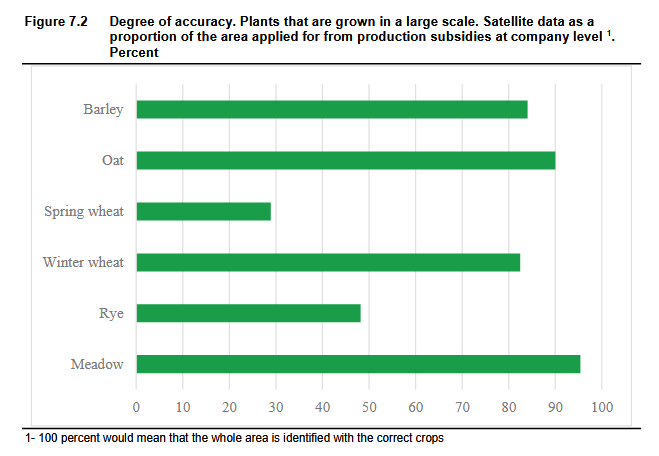 Figure 7.2 Degree of accuracy. Plants that are grown in a large scale. Satellite data as a
proportion of the area applied for from production subsidies at company level ¹.
Percent
Barley
Oat
Spring wheat
Winter wheat
Rye
Meadow
0 10 20 30 40 50 60 70 80 90 100
1- 100 percent would mean that the whole area is identified with the correct crops